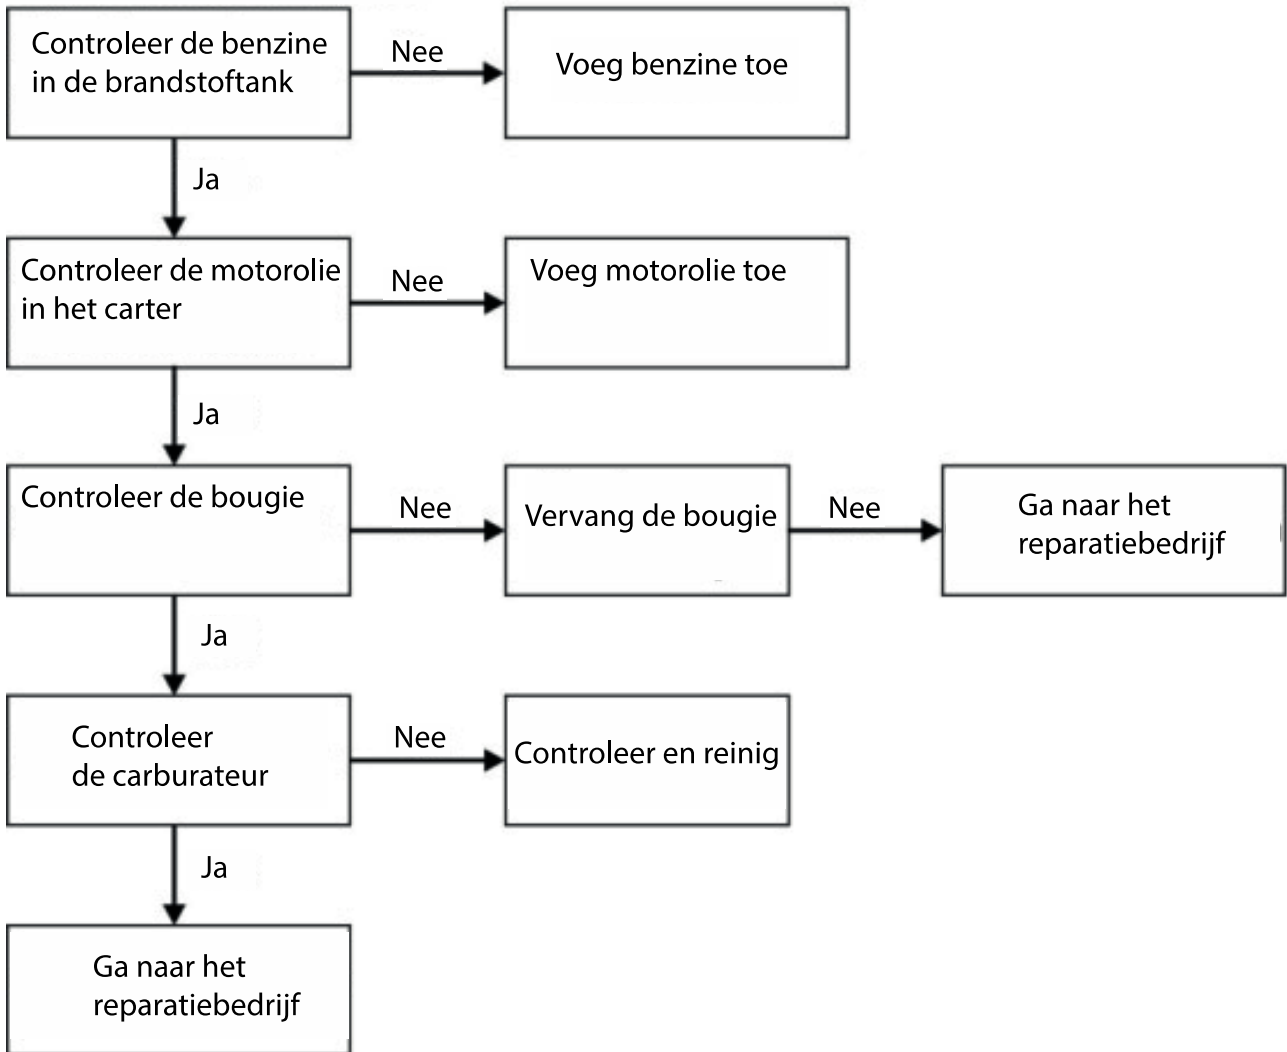 Controleer de benzine
in de brandstoftank
Nee
Voeg benzine toe
Ja
Controleer de motorolie
in het carter
Nee
Voeg motorolie toe
Ja
Controleer de bougie
Nee
Vervang de bougie
Nee
Ga naar het
reparatiebedrijf
Ja
Controleer
de carburateur
Nee
Controleer en reinig
Ja
Ga naar het
reparatiebedrijf